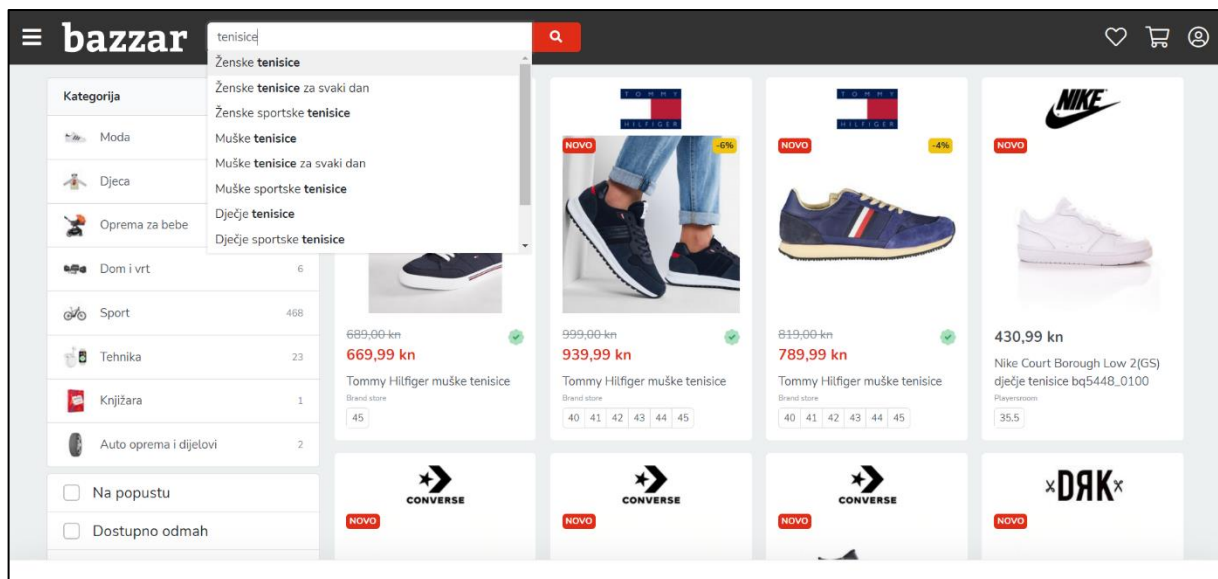 bazzar
tenisice
Ženske tenisice
Ženske tenisice za svaki dan
Ženske sportske tenisice
Muške tenisice
Muške tenisice za svaki dan
Muške sportske tenisice
Dječje tenisice
Dječje sportske tenisice
Kategorija
Moda
Djeca
Oprema za bebe
Dom i vrt 6
Sport 468
Tehnika 23
Knjižara 1
Auto oprema i dijelovi 2
Na popustu
Dostupno odmah
689,00 kn
669,99 kn
Tommy Hilfiger muške tenisice
Brand store
45
TOMMY
HILFIGER
NOVO -6%
999,00 kn
939,99 kn
Tommy Hilfiger muške tenisice
Brand store
40 41 42 43 44 45
TOMMY
HILFIGER
NOVO -4%
819,00 kn
789,99 kn
Tommy Hilfiger muške tenisice
Brand store
40 41 42 43 44 45
NIKE
NOVO
430,99 kn
Nike Court Borough Low 2(GS)
dječje tenisice bq5448_0100
Playersroom
35.5
CONVERSE
NOVO
CONVERSE
NOVO
CONVERSE
NOVO
×DЯK×
NOVO